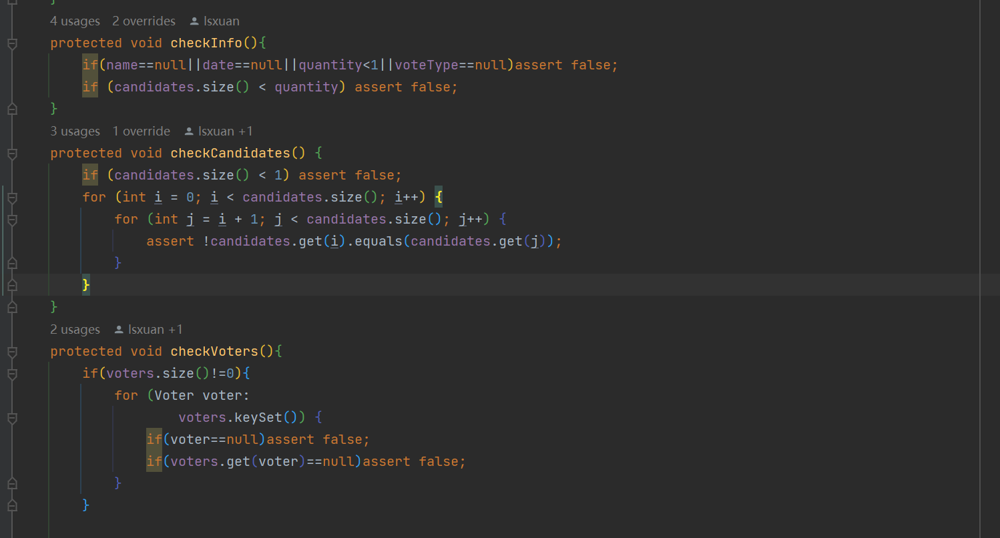 }
4 usages 2 overrides lsxuan
protected void checkInfo(){
if(name==null||date==null||quantity<1||voteType==null)assert false;
if (candidates.size() < quantity) assert false;
}
3 usages 1 override lsxuan +1
protected void checkCandidates() {
if (candidates.size() < 1) assert false;
for (int i = 0; i < candidates.size(); i++) {
for (int j = i + 1; j < candidates.size(); j++) {
assert !candidates.get(i).equals(candidates.get(j));
}
}
}
2 usages lsxuan +1
protected void checkVoters(){
if(voters.size()!=0){
for (Voter voter:
voters.keySet()) {
if(voter==null)assert false;
if(voters.get(voter)==null)assert false;
}
}